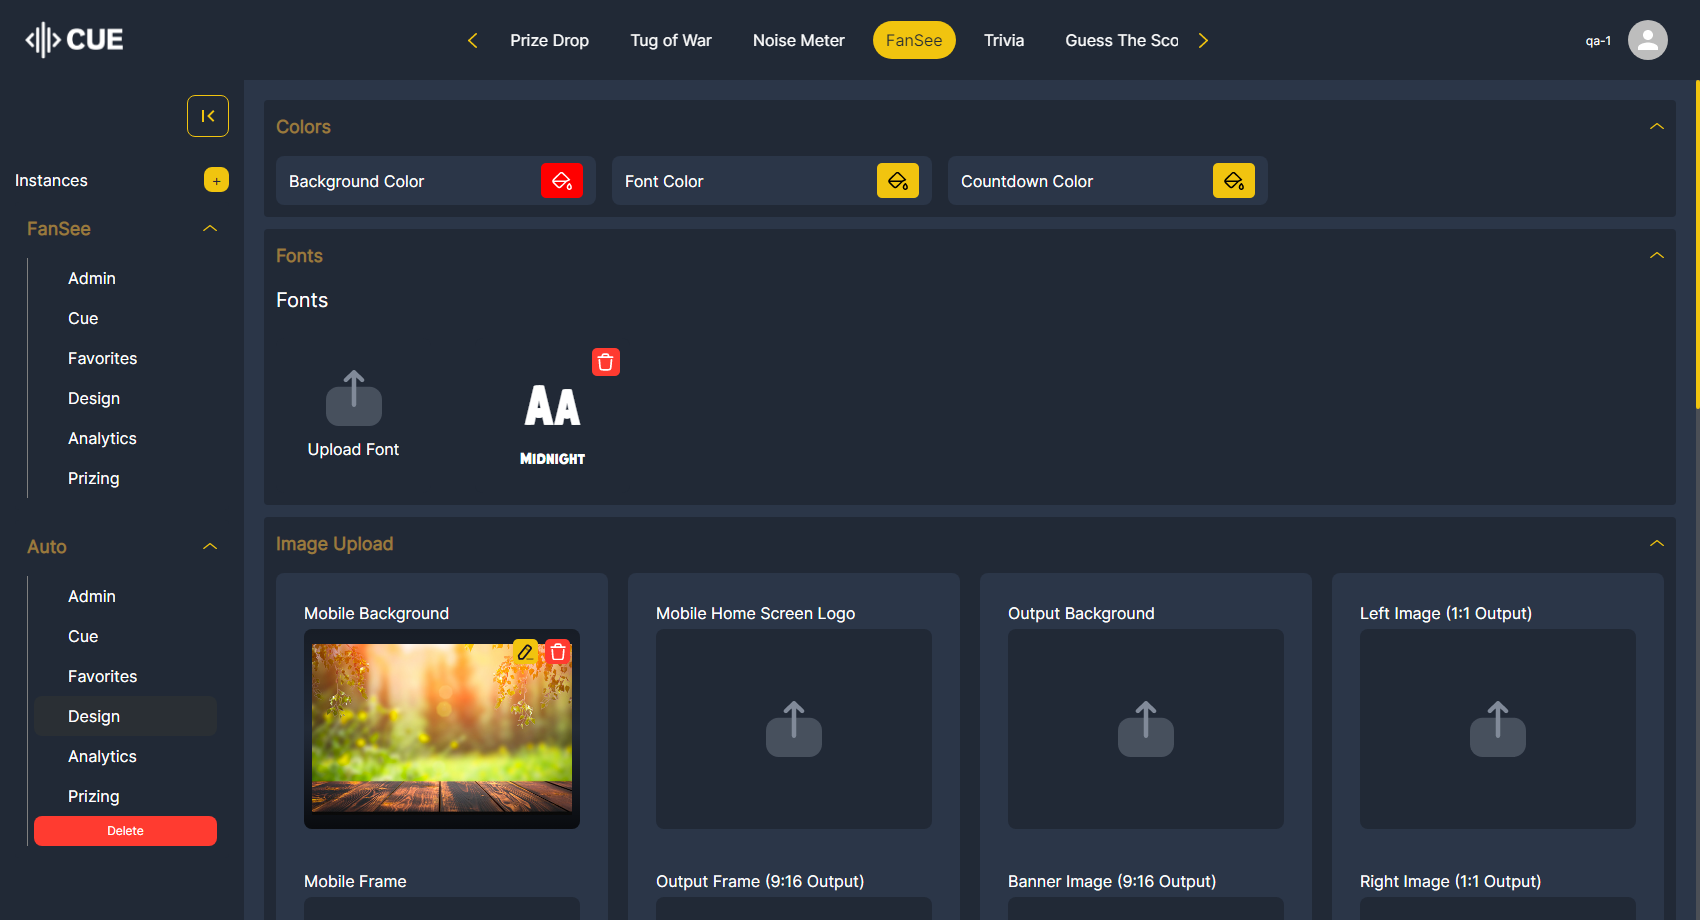 CUE
Prize Drop
Tug of War
Noise Meter
FanSee
Trivia
Guess The Sco
qa-1
Instances
+
FanSee
Admin
Cue
Favorites
Design
Analytics
Prizing
Auto
Admin
Cue
Favorites
Design
Analytics
Prizing
Delete
Colors
Background Color
Font Color
Countdown Color
Fonts
Fonts
Upload Font
AA
MIDNIGHT
Image Upload
Mobile Background
Mobile Home Screen Logo
Output Background
Left Image (1:1 Output)
Mobile Frame
Output Frame (9:16 Output)
Banner Image (9:16 Output)
Right Image (1:1 Output)